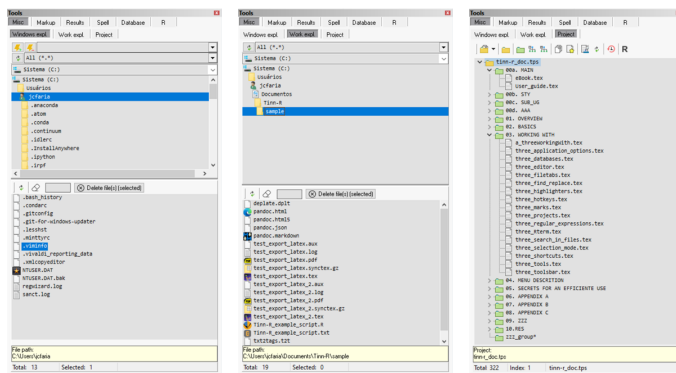 Tools
Misc Markup Results Spell Database R
Windows expl. Work expl. Project
All (*.*)
Sistema (C:)
Sistema (C:)
Usuários
jcfaria
.anaconda
.atom
.conda
.continuum
.idlerc
.InstallAnywhere
.ipython
.irpf
Delete file(s) (selected)
.bash_history
.condarc
.gitconfig
.git-for-windows-updater
.lesshst
.minttyrc
.viminfo
.vivaldi_reporting_data
.xmlcopyeditor
NTUSER.DAT
NTUSER.DAT.bak
regwizard.log
sanct.log
File path:
C:\Users\jcfaria
Total: 13 Selected: 1
Tools
Misc Markup Results Spell Database R
Windows expl. Work expl. Project
All (*.*)
Sistema (C:)
Sistema (C:)
Usuários
jcfaria
Documentos
Tinn-R
sample
Delete file(s) (selected)
deplate.dplt
pandoc.html
pandoc.html5
pandoc.json
pandoc.markdown
test_export_latex.aux
test_export_latex.log
test_export_latex.pdf
test_export_latex.synctex.gz
test_export_latex.tex
test_export_latex_2.aux
test_export_latex_2.log
test_export_latex_2.pdf
test_export_latex_2.synctex.gz
test_export_latex_2.tex
Tinn-R_example_script.R
Tinn-R_example_script.txt
txt2tags.t2t
File path:
C:\Users\jcfaria\Documents\Tinn-R\sample
Total: 19 Selected: 0
Tools
Misc Markup Results Spell Database R
Windows expl. Work expl. Project
R
tinn-r_doc.tps
00a. MAIN
eBook.tex
User_guide.tex
00b. STY
00c. SUB_UG
00d. AAA
01. OVERVIEW
02. BASICS
03. WORKING WITH
a_threeWorkingwith.tex
three_application_options.tex
three_databases.tex
three_editor.tex
three_filetabs.tex
three_find_replace.tex
three_highlighters.tex
three_hotkeys.tex
three_marks.tex
three_projects.tex
three_regular_expressions.tex
three_Rterm.tex
three_search_in_files.tex
three_selection_mode.tex
three_shortcuts.tex
three_tools.tex
three_toolsbar.tex
04. MENU DESCRITION
05. SECRETS FOR AN EFFICIENTE USE
06. APPENDIX A
07. APPENDIX B
08. APPENDIX C
09. ZZZ
10.RES
ZZZ_group*
Project:
tinn-r_doc.tps
Total 322 Index 1 tinn-r_doc.tps